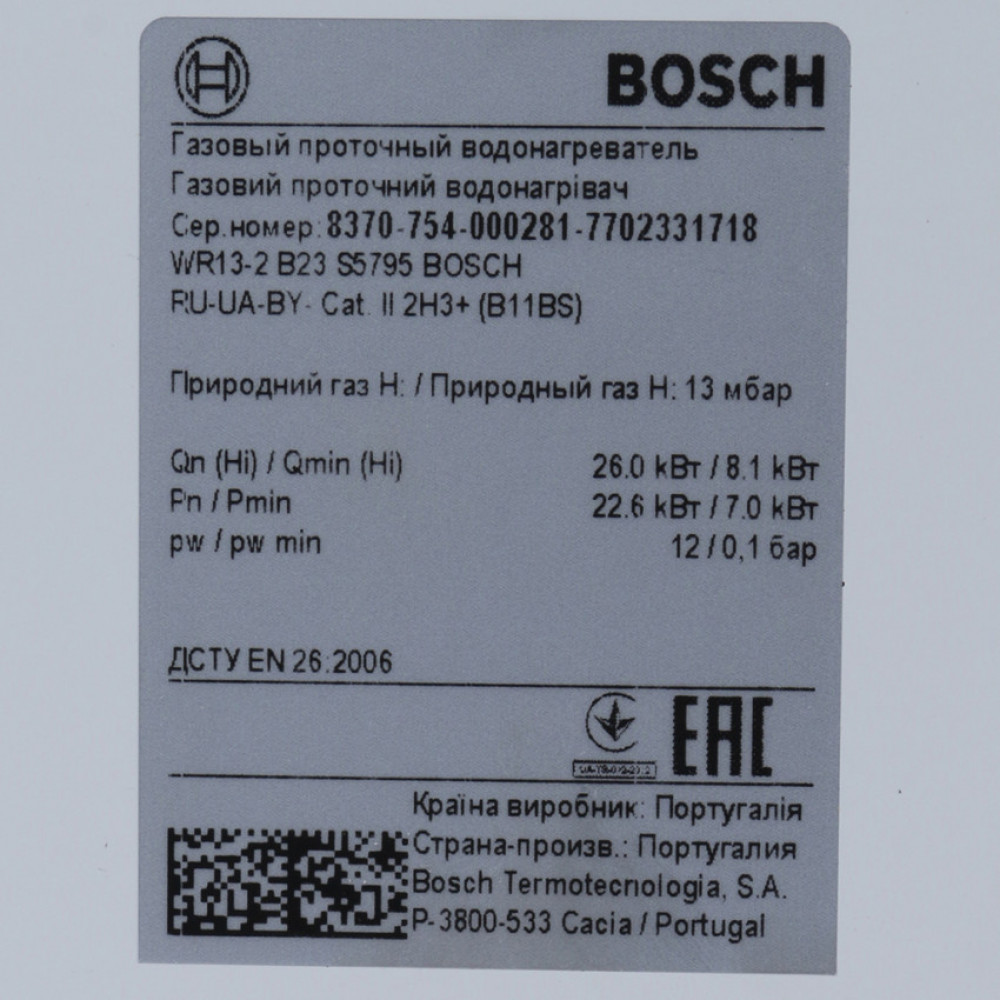 BOSCH
Газовый проточный водонагреватель
Газовий проточний водонагрівач
Сер.номер: 8370-754-000281-7702331718
WR13-2 B23 S5795 BOSCH
RU-UA-BY- Cat. II 2H3+ (B11BS)
Природний газ Н: / Природный газ Н: 13 мбар
Qn (Hi) / Qmin (Hi) 26.0 кВт / 8.1 кВт
Pn / Pmin 22.6 кВт / 7.0 кВт
pw / pw min 12 / 0,1 бар
ДСТУ EN 26:2006
EAC
Країна виробник: Португалія
Страна-произв.: Португалия
Bosch Termotecnologia, S.A.
P-3800-533 Cacia / Portugal